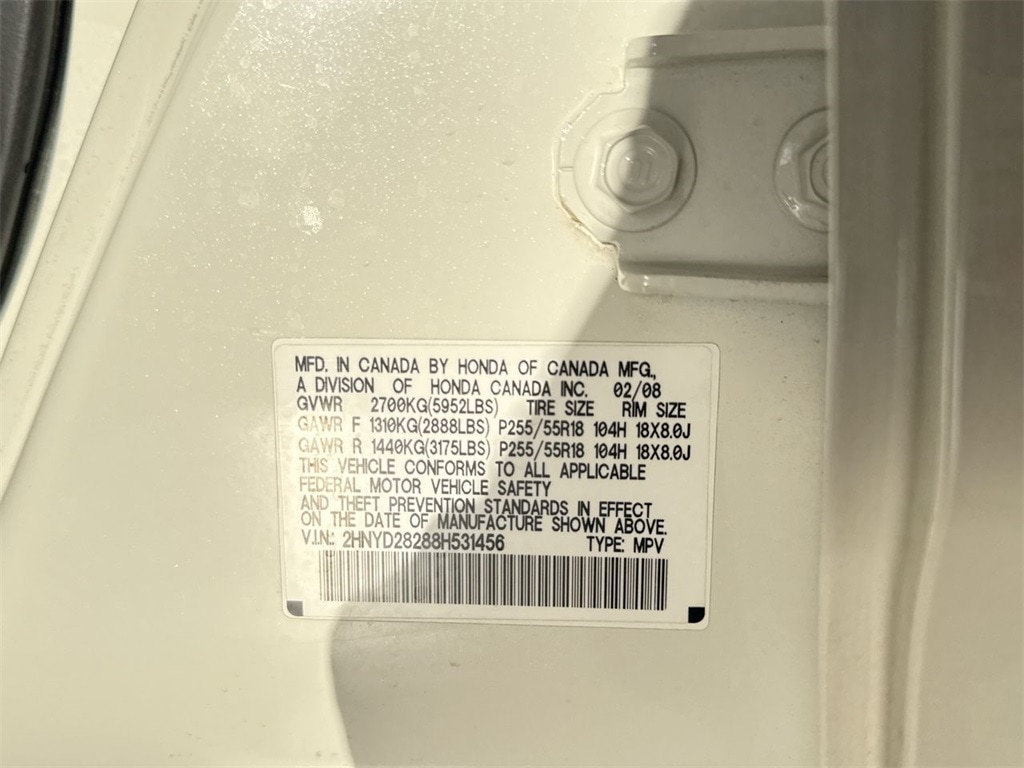 MFD. IN CANADA BY HONDA OF CANADA MFG.,
A DIVISION OF HONDA CANADA INC. 02/08
GVWR 2700KG(5952LBS) TIRE SIZE RIM SIZE
GAWR F 1310KG(2888LBS) P255/55R18 104H 18X8.0J
GAWR R 1440KG(3175LBS) P255/55R18 104H 18X8.0J
THIS VEHICLE CONFORMS TO ALL APPLICABLE
FEDERAL MOTOR VEHICLE SAFETY
AND THEFT PREVENTION STANDARDS IN EFFECT
ON THE DATE OF MANUFACTURE SHOWN ABOVE.
V.I.N.: 2HNYD28288H531456 TYPE: MPV